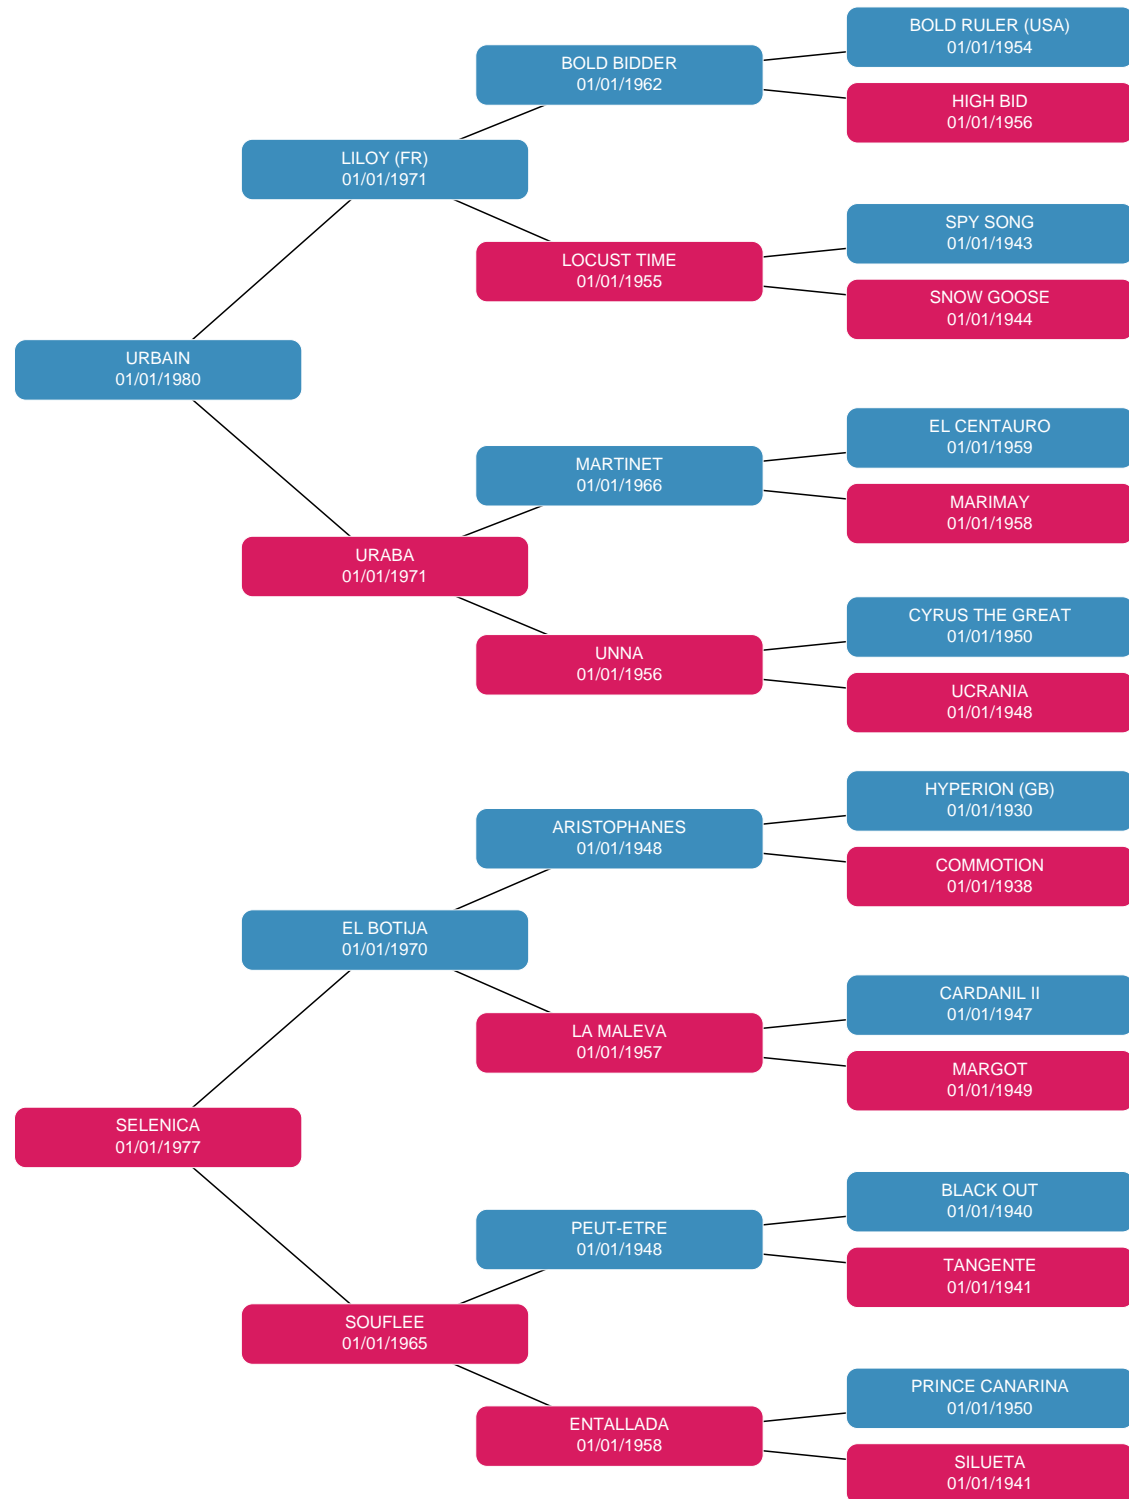 BOLD RULER (USA)
01/01/1954
BOLD BIDDER
01/01/1962
HIGH BID
01/01/1956
LILOY (FR)
01/01/1971
SPY SONG
01/01/1943
LOCUST TIME
01/01/1955
SNOW GOOSE
01/01/1944
URBAIN
01/01/1980
EL CENTAURO
01/01/1959
MARTINET
01/01/1966
MARIMAY
01/01/1958
URABA
01/01/1971
CYRUS THE GREAT
01/01/1950
UNNA
01/01/1956
UCRANIA
01/01/1948
HYPERION (GB)
01/01/1930
ARISTOPHANES
01/01/1948
COMMOTION
01/01/1938
EL BOTIJA
01/01/1970
CARDANIL II
01/01/1947
LA MALEVA
01/01/1957
MARGOT
01/01/1949
SELENICA
01/01/1977
BLACK OUT
01/01/1940
PEUT-ETRE
01/01/1948
TANGENTE
01/01/1941
SOUFLEE
01/01/1965
PRINCE CANARINA
01/01/1950
ENTALLADA
01/01/1958
SILUETA
01/01/1941